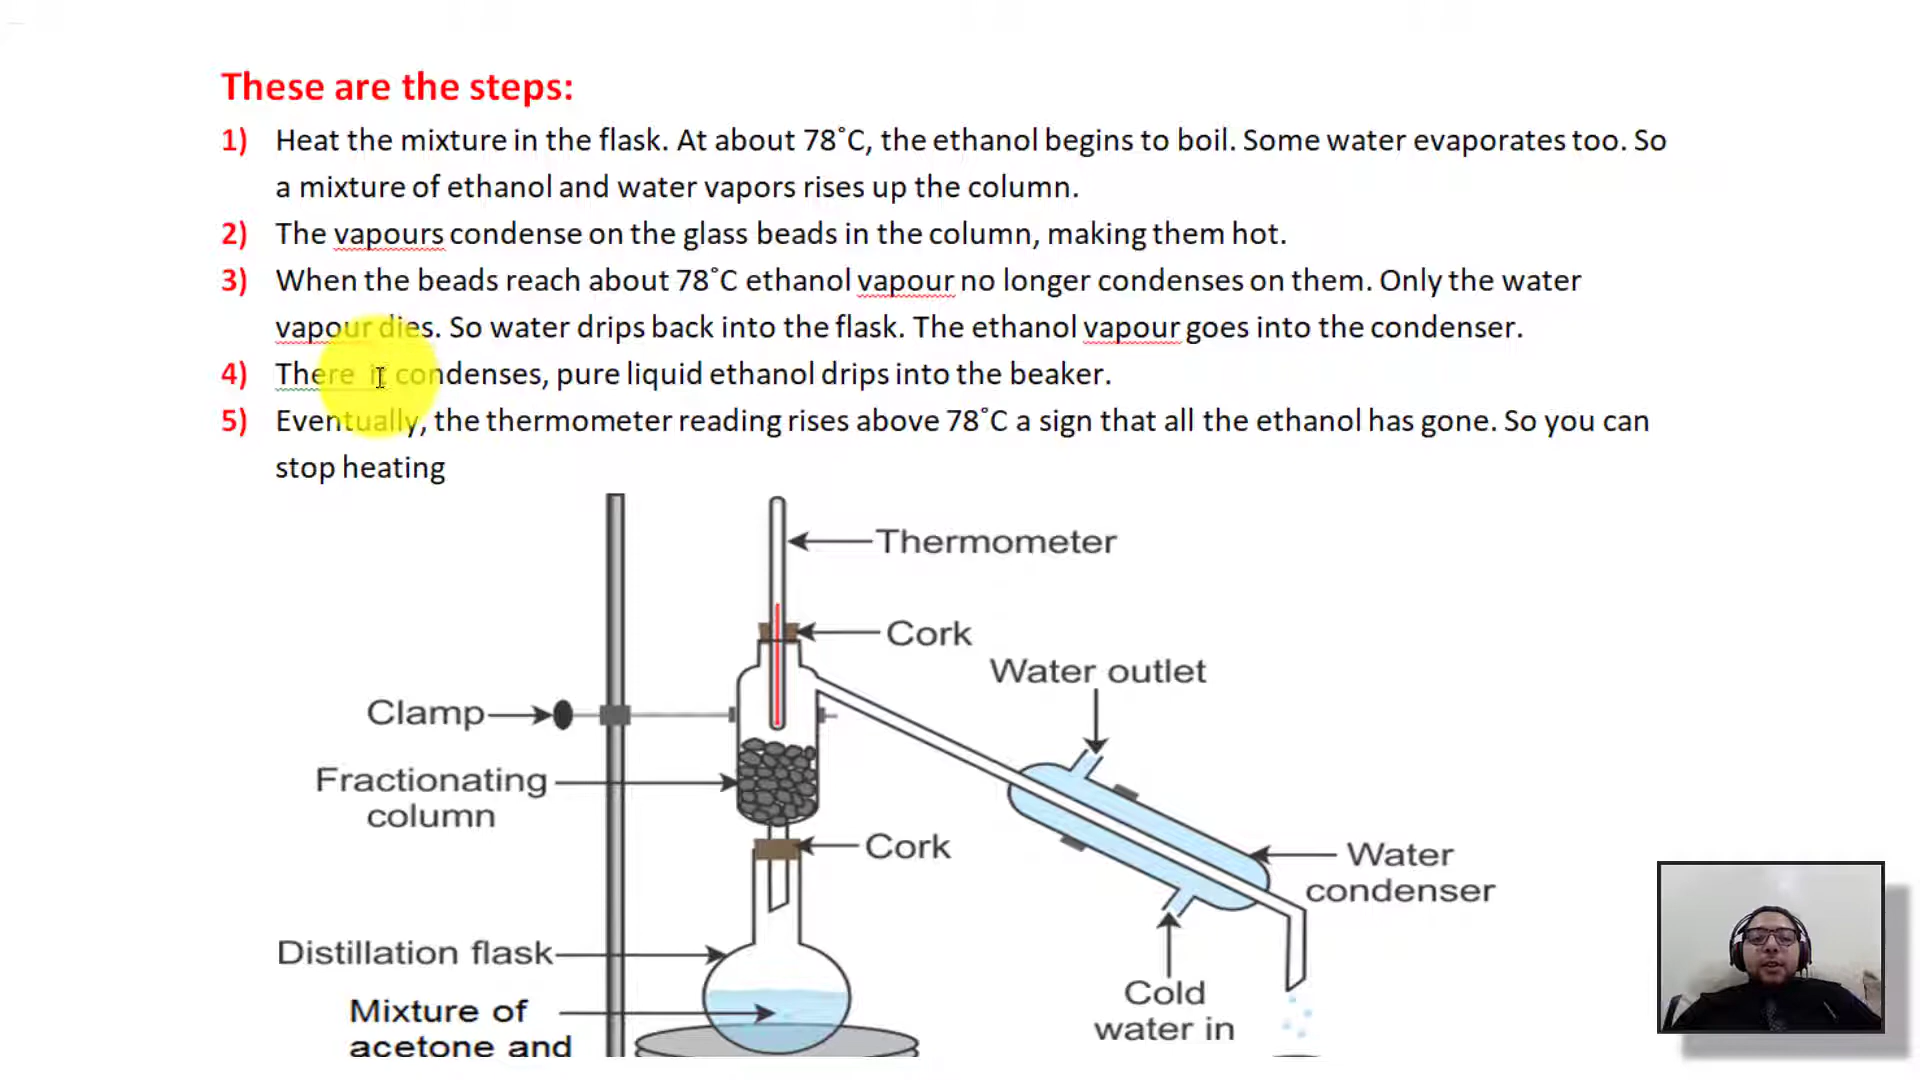 These are the steps:
1) Heat the mixture in the flask. At about 78˚C, the ethanol begins to boil. Some water evaporates too. So
a mixture of ethanol and water vapors rises up the column.
2) The vapours condense on the glass beads in the column, making them hot.
3) When the beads reach about 78˚C ethanol vapour no longer condenses on them. Only the water
vapour dies. So water drips back into the flask. The ethanol vapour goes into the condenser.
4) There it condenses, pure liquid ethanol drips into the beaker.
5) Eventually, the thermometer reading rises above 78˚C a sign that all the ethanol has gone. So you can
stop heating
Thermometer
Cork
Water outlet
Clamp
Fractionating
column
Cork
Water
condenser
Distillation flask
Cold
water in
Mixture of
acetone and